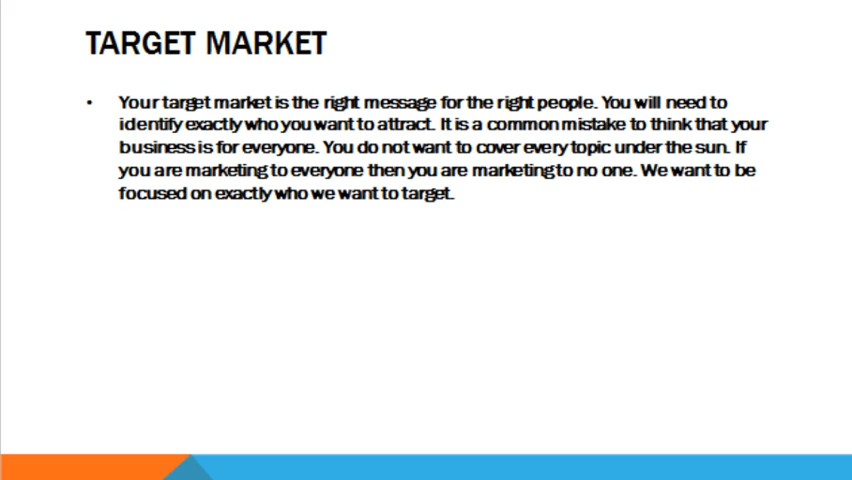 TARGET MARKET
• Your target market is the right message for the right people. You will need to
identify exactly who you want to attract. It is a common mistake to think that your
business is for everyone. You do not want to cover every topic under the sun. If
you are marketing to everyone then you are marketing to no one. We want to be
focused on exactly who we want to target.